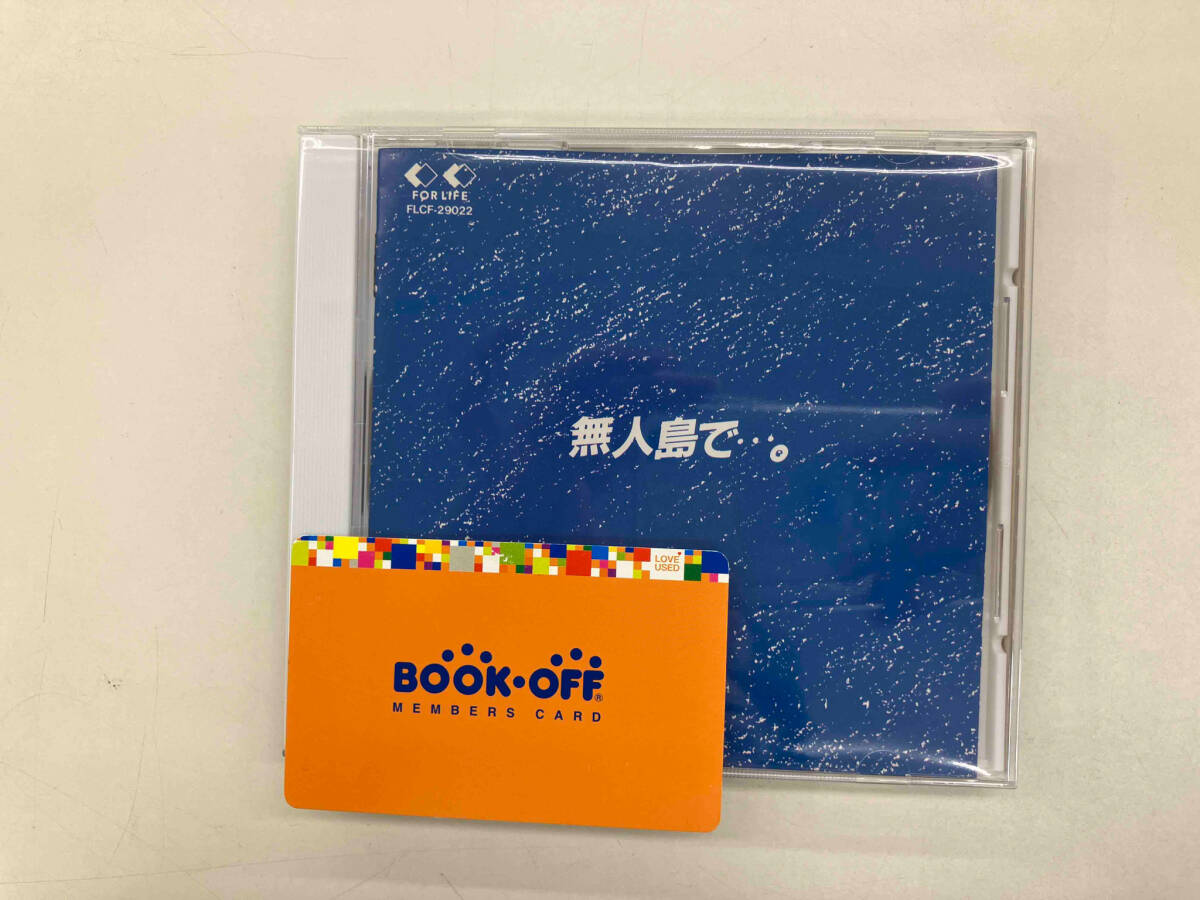 FOR LIFE
FLCF-29022
無人島で…。
LOVE
USED
BOOK・OFF®
MEMBERS CARD